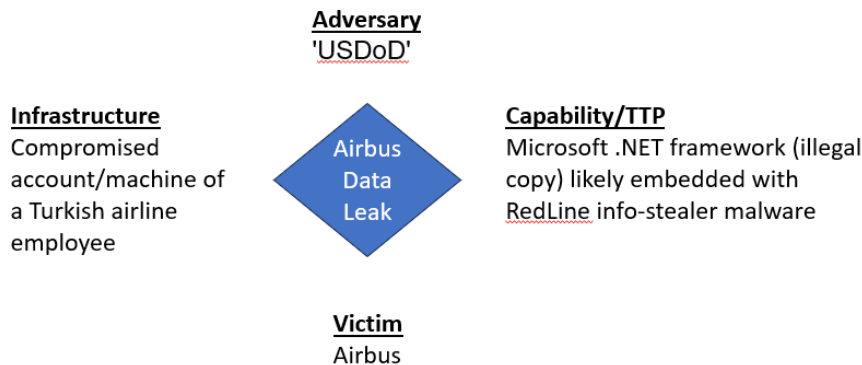 Adversary
'USDoD'
Infrastructure
Compromised
account/machine of
a Turkish airline
employee
Airbus
Data
Leak
Capability/TTP
Microsoft .NET framework (illegal
copy) likely embedded with
RedLine info-stealer malware
Victim
Airbus